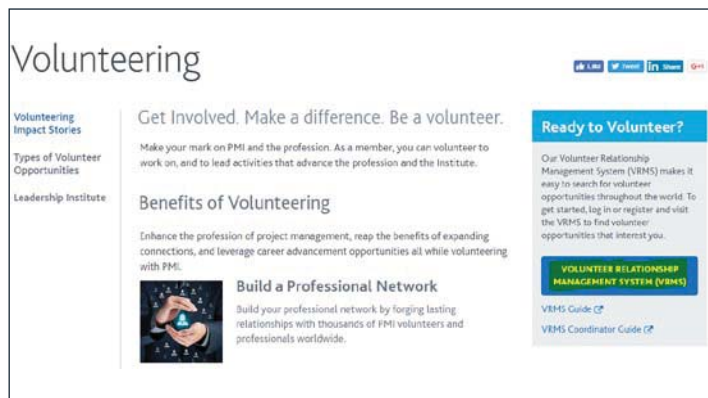 Volunteering
Like
Tweet
in Share
G+1
Volunteering
Impact Stories
Types of Volunteer
Opportunities
Leadership Institute
Get Involved. Make a difference. Be a volunteer.
Make your mark on PMI and the profession. As a member, you can volunteer to
work on, and to lead activities that advance the profession and the Institute.
Benefits of Volunteering
Enhance the profession of project management, reap the benefits of expanding
connections, and leverage career advancement opportunities all while volunteering
with PMI.
Build a Professional Network
Build your professional network by forging lasting
relationships with thousands of PMI volunteers and
professionals worldwide.
Ready to Volunteer?
Our Volunteer Relationship
Management System (VRMS) makes it
easy to search for volunteer
opportunities throughout the world. To
get started, log in or register and visit
the VRMS to find volunteer
opportunities that interest you.
VOLUNTEER RELATIONSHIP
MANAGEMENT SYSTEM (VRMS)
VRMS Guide
VRMS Coordinator Guide